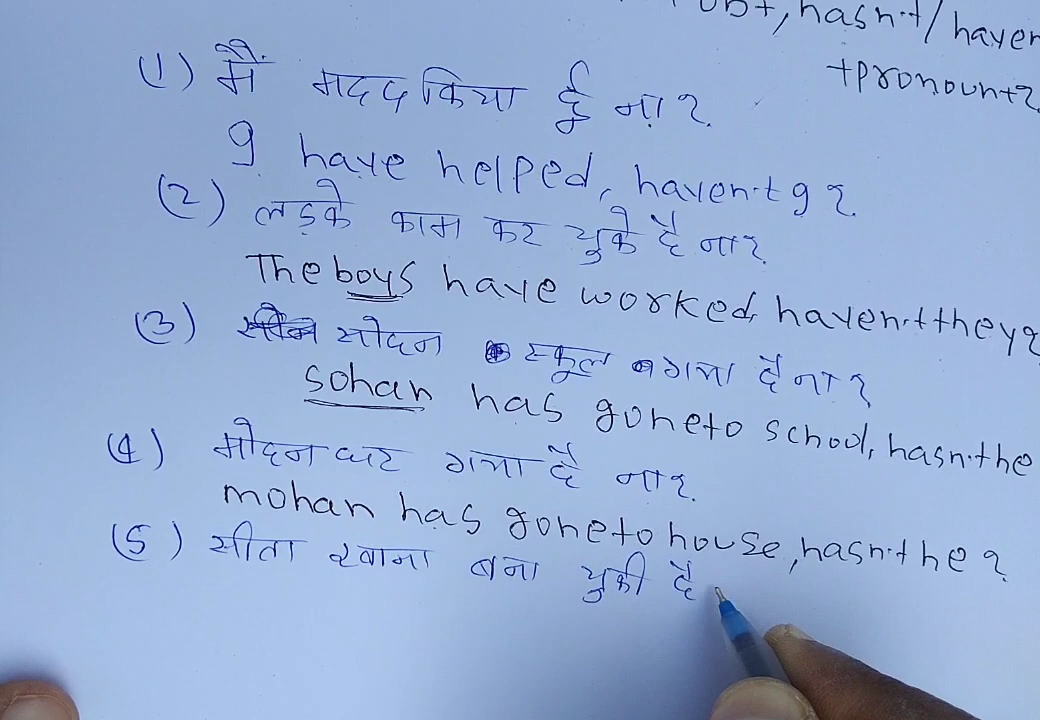 obt, hasn't/haven
+pronoun+?
(1) मैं मदद किया हूँ ना?
I have helped, haven't I?
(2) लड़के काम कर चुके है ना?
The boys have worked, haven't they?
(3) सोहन स्कूल गया है ना?
Sohan has gone to school, hasn't he
(4) मोहन घर गया है ना?
mohan has gone to house, hasn't he?
(5) सीता खाना बना चुकी है